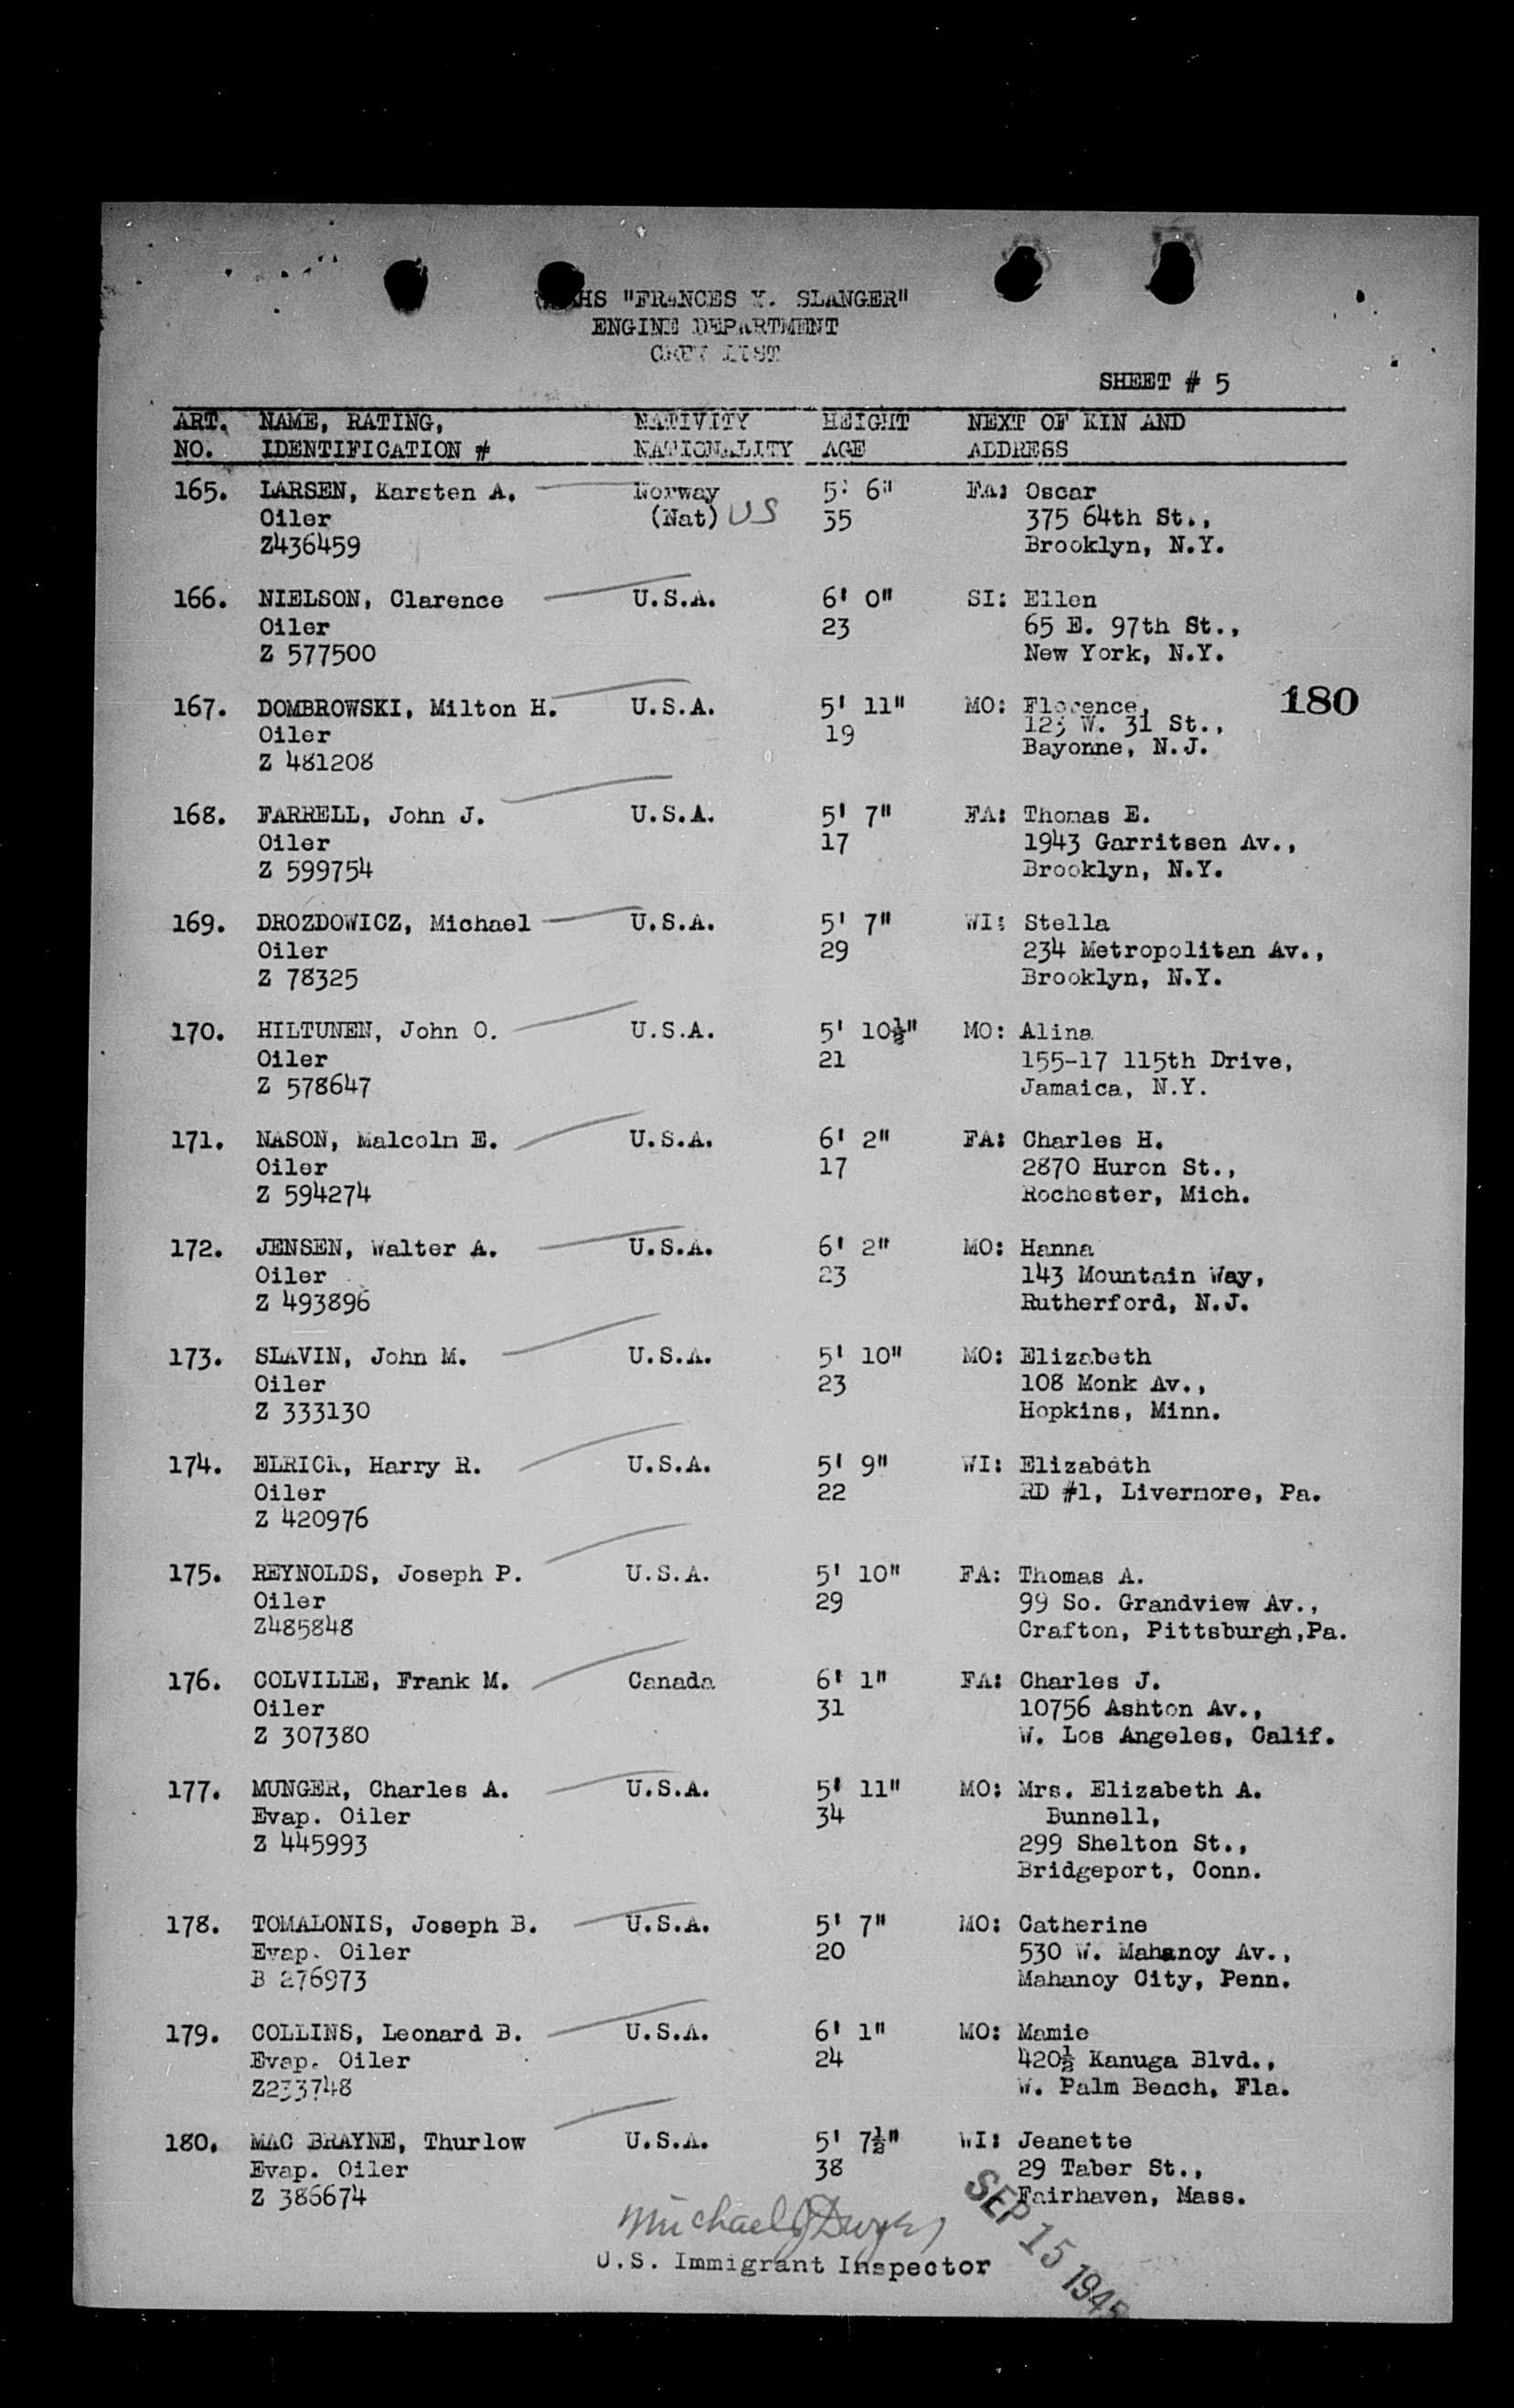 HS "FRANCES Y. SLANGER"
ENGINE DEPARTMENT
CREW LIST
SHEET # 5
ART. NAME, RATING, NATIVITY HEIGHT NEXT OF KIN AND
NO. IDENTIFICATION # NATIONALITY AGE ADDRESS
165. LARSEN, Karsten A. Norway 5' 6" FA: Oscar
Oiler (Nat) US 35 375 64th St.,
Z436459 Brooklyn, N.Y.
166. NIELSON, Clarence U.S.A. 6' 0" SI: Ellen
Oiler 23 65 E. 97th St.,
Z 577500 New York, N.Y.
180
167. DOMBROWSKI, Milton H. U.S.A. 5' 11" MO: Florence,
Oiler 19 123 W. 31 St.,
Z 481208 Bayonne, N.J.
168. FARRELL, John J. U.S.A. 5' 7" FA: Thomas E.
Oiler 17 1943 Garritsen Av.,
Z 599754 Brooklyn, N.Y.
169. DROZDOWICZ, Michael U.S.A. 5' 7" WI: Stella
Oiler 29 234 Metropolitan Av.,
Z 78325 Brooklyn, N.Y.
170. HILTUNEN, John O. U.S.A. 5' 10½" MO: Alina
Oiler 21 155-17 115th Drive,
Z 578647 Jamaica, N.Y.
171. NASON, Malcolm E. U.S.A. 6' 2" FA: Charles H.
Oiler 17 2870 Huron St.,
Z 594274 Rochester, Mich.
172. JENSEN, Walter A. U.S.A. 6' 2" MO: Hanna
Oiler 23 143 Mountain Way,
Z 493896 Rutherford, N.J.
173. SLAVIN, John M. U.S.A. 5' 10" MO: Elizabeth
Oiler 23 108 Monk Av.,
Z 333130 Hopkins, Minn.
174. ELRICK, Harry R. U.S.A. 5' 9" WI: Elizabeth
Oiler 22 RD #1, Livermore, Pa.
Z 420976
175. REYNOLDS, Joseph P. U.S.A. 5' 10" FA: Thomas A.
Oiler 29 99 So. Grandview Av.,
Z485848 Crafton, Pittsburgh,Pa.
176. COLVILLE, Frank M. Canada 6' 1" FA: Charles J.
Oiler 31 10756 Ashton Av.,
Z 307380 W. Los Angeles, Calif.
177. MUNGER, Charles A. U.S.A. 5' 11" MO: Mrs. Elizabeth A.
Evap. Oiler 34 Bunnell,
Z 445993 299 Shelton St.,
Bridgeport, Conn.
178. TOMALONIS, Joseph B. U.S.A. 5' 7" MO: Catherine
Evap. Oiler 20 530 W. Mahanoy Av.,
B 276973 Mahanoy City, Penn.
179. COLLINS, Leonard B. U.S.A. 6' 1" MO: Mamie
Evap. Oiler 24 420½ Kanuga Blvd.,
Z233748 W. Palm Beach, Fla.
180. MAC BRAYNE, Thurlow U.S.A. 5' 7½" WI: Jeanette
Evap. Oiler 38 29 Taber St.,
Z 386674 Fairhaven, Mass.
Michael J Dwyer
U.S. Immigrant Inspector
SEP 15 1945